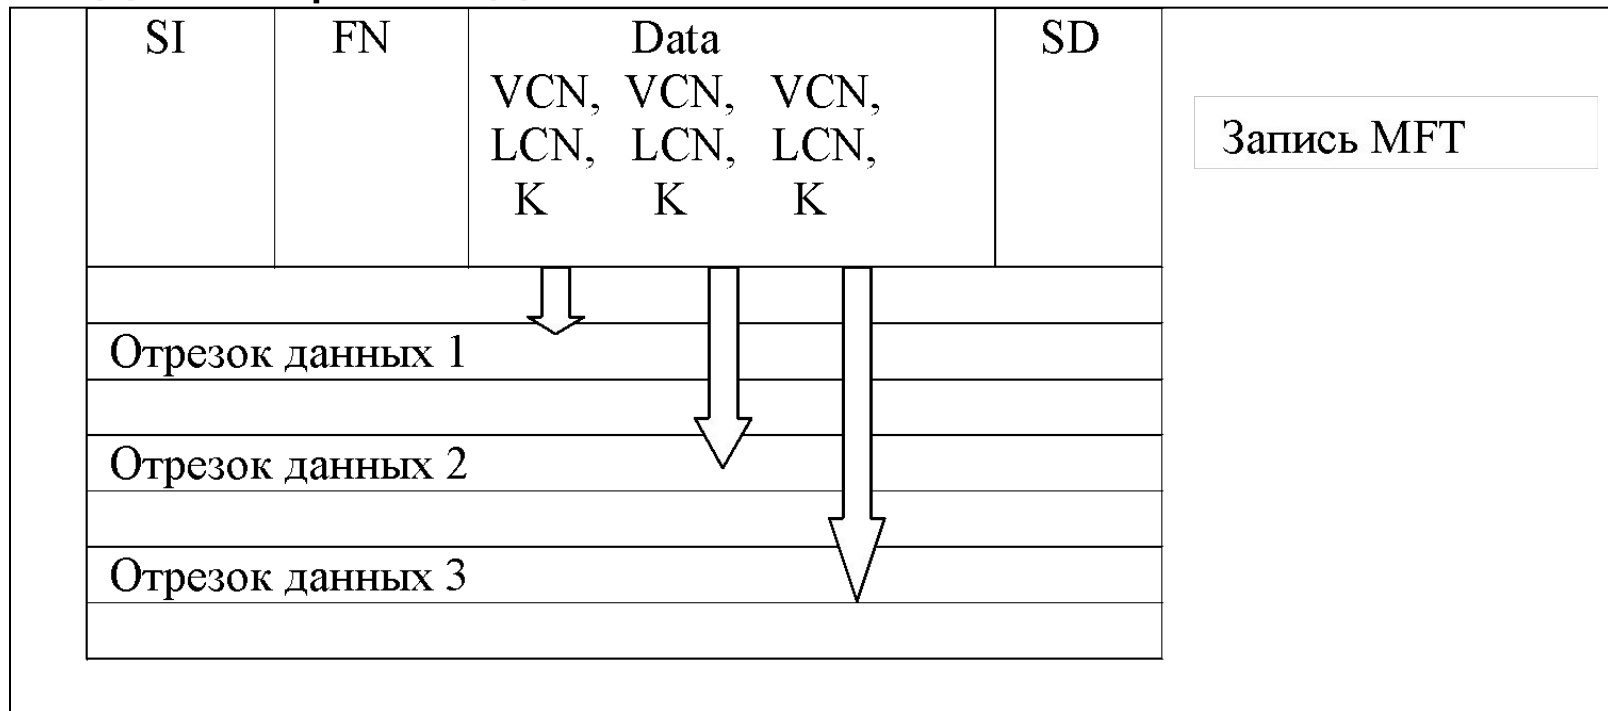 SI FN Data SD
VCN, VCN, VCN,
LCN, LCN, LCN,
K K K
Запись MFT
Отрезок данных 1
Отрезок данных 2
Отрезок данных 3